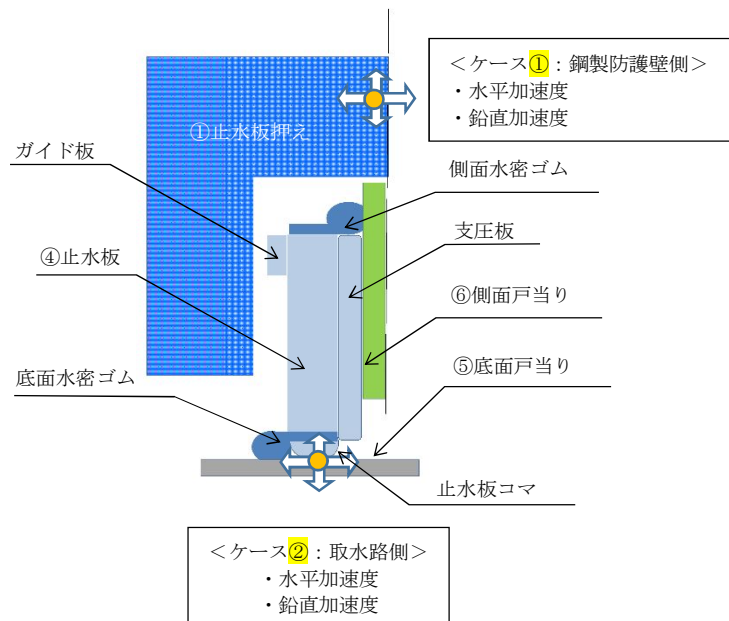 ＜ケース①：鋼製防護壁側＞
・水平加速度
・鉛直加速度
①止水板押え
ガイド板
側面水密ゴム
支圧板
④止水板
⑥側面戸当り
⑤底面戸当り
底面水密ゴム
止水板コマ
＜ケース②：取水路側＞
・水平加速度
・鉛直加速度